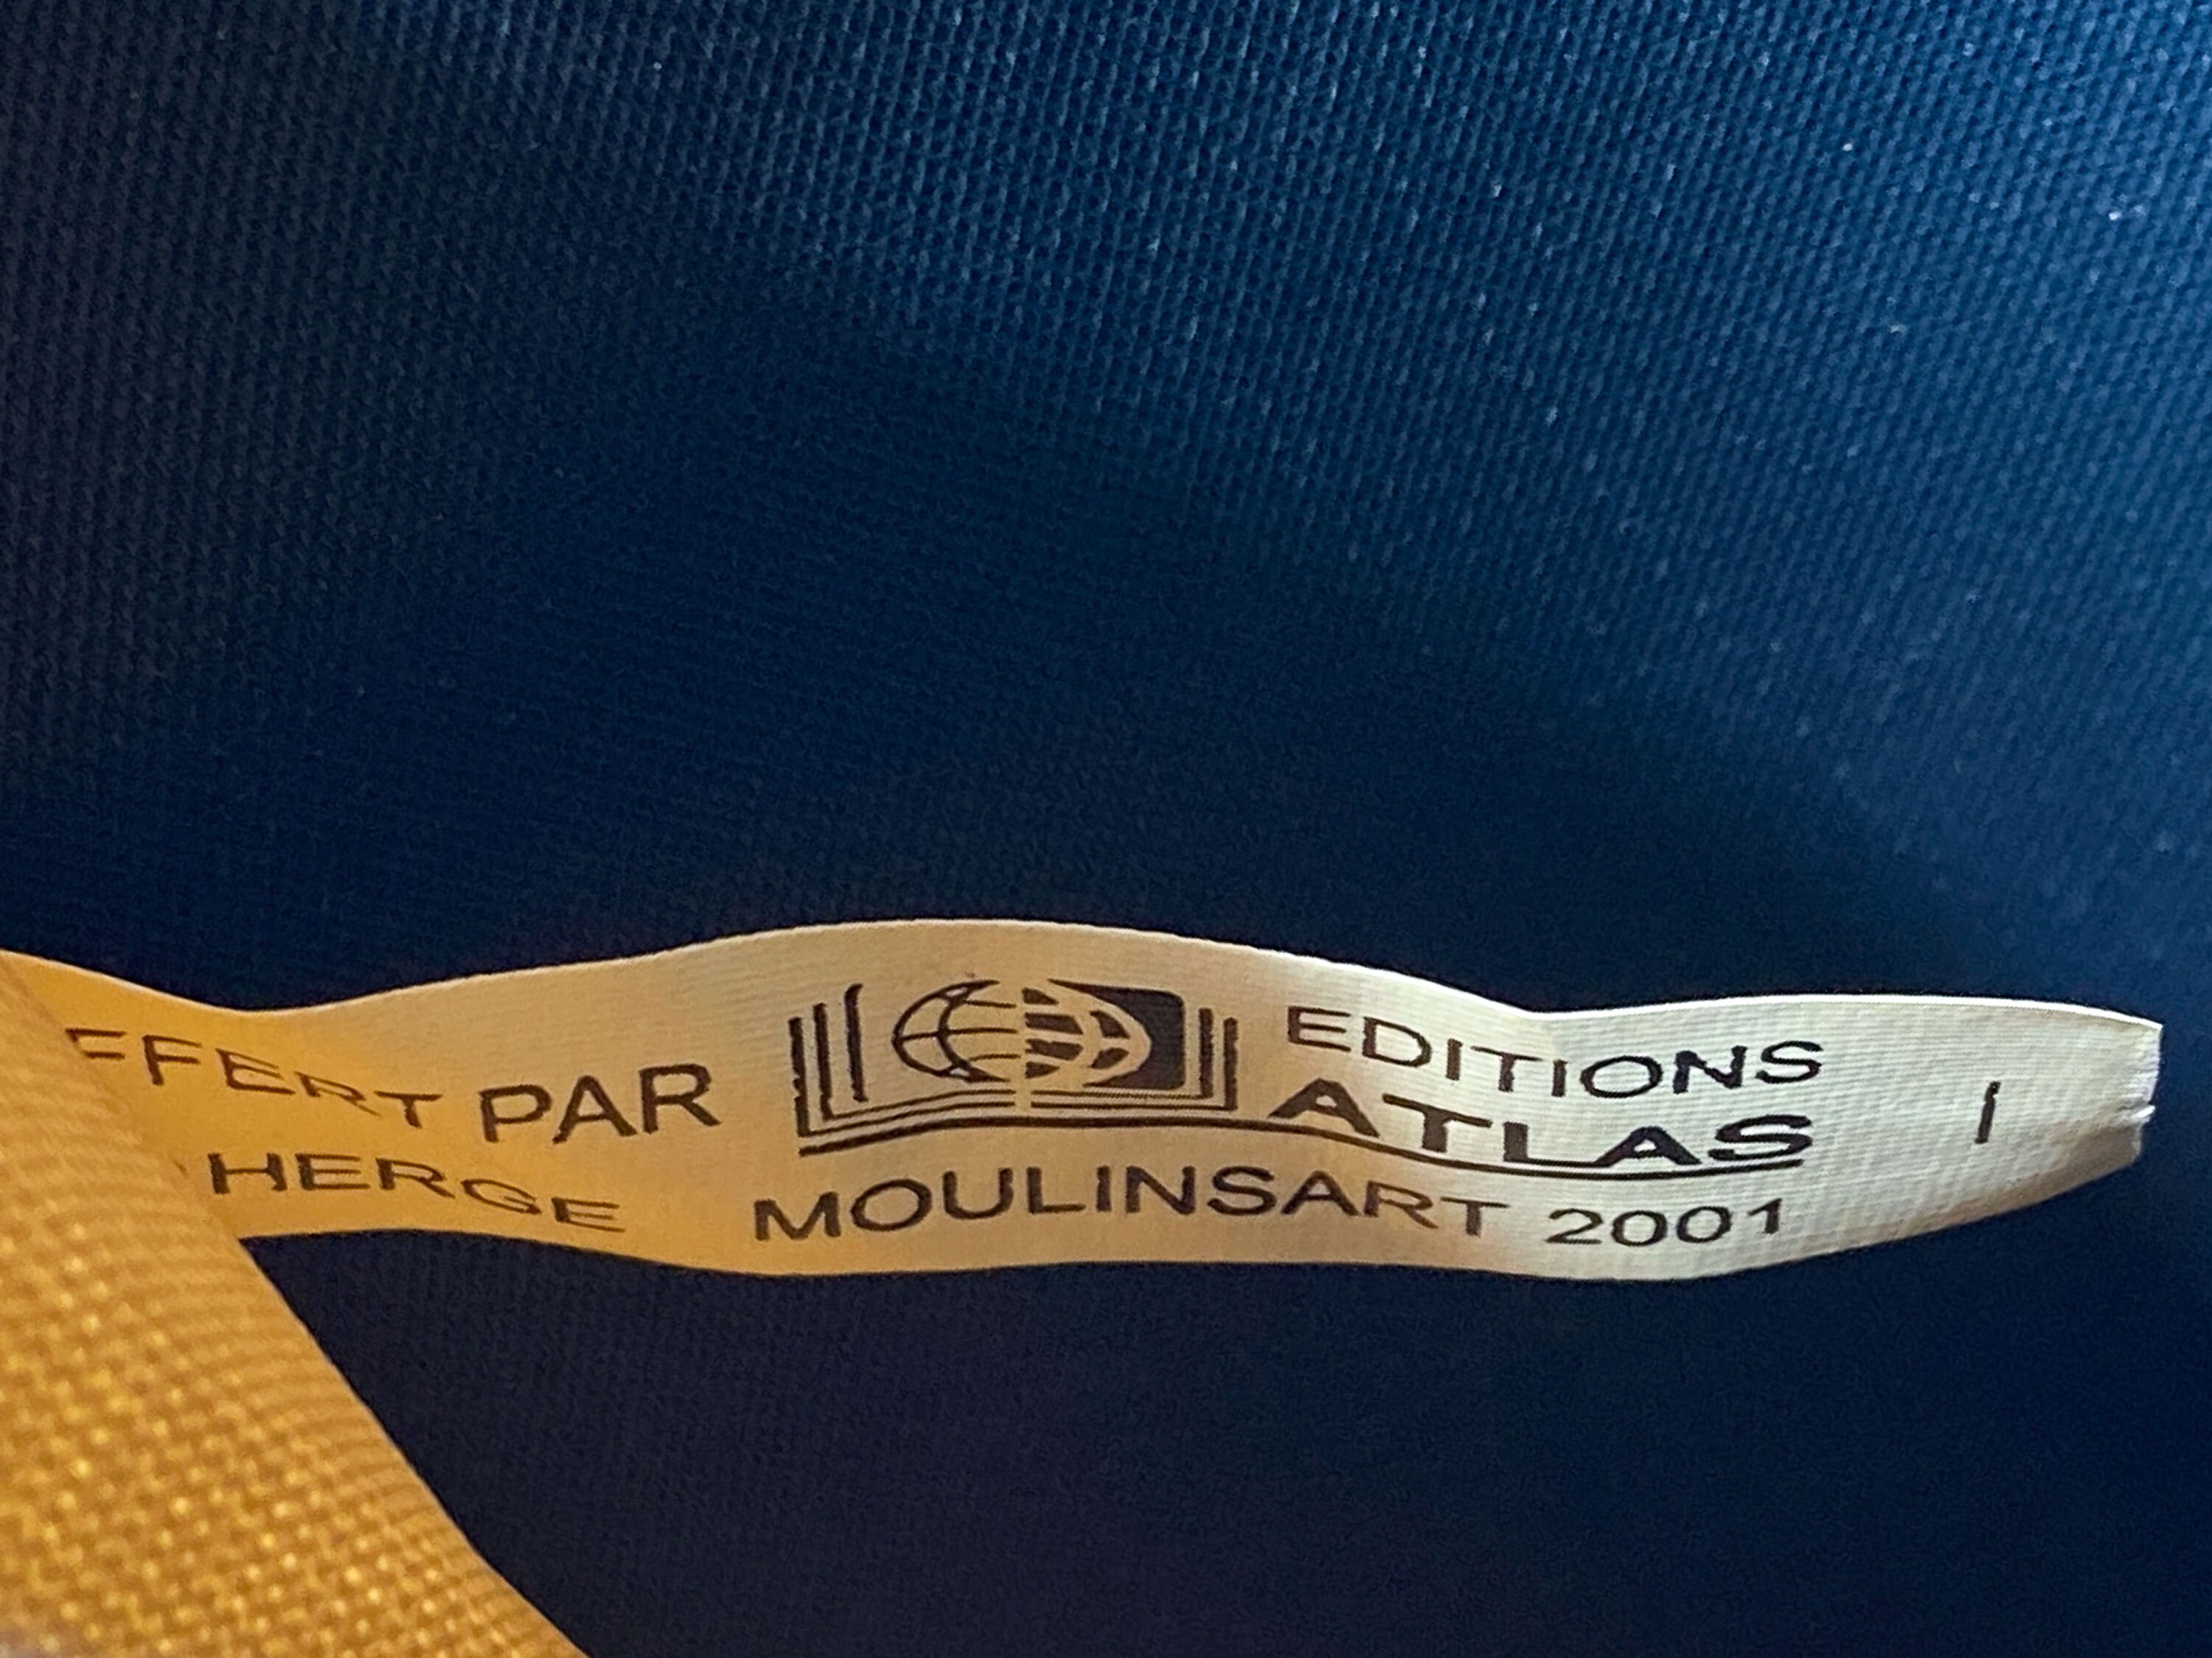 FFERT PAR EDITIONS ATLAS
HERGE MOULINSART 2001